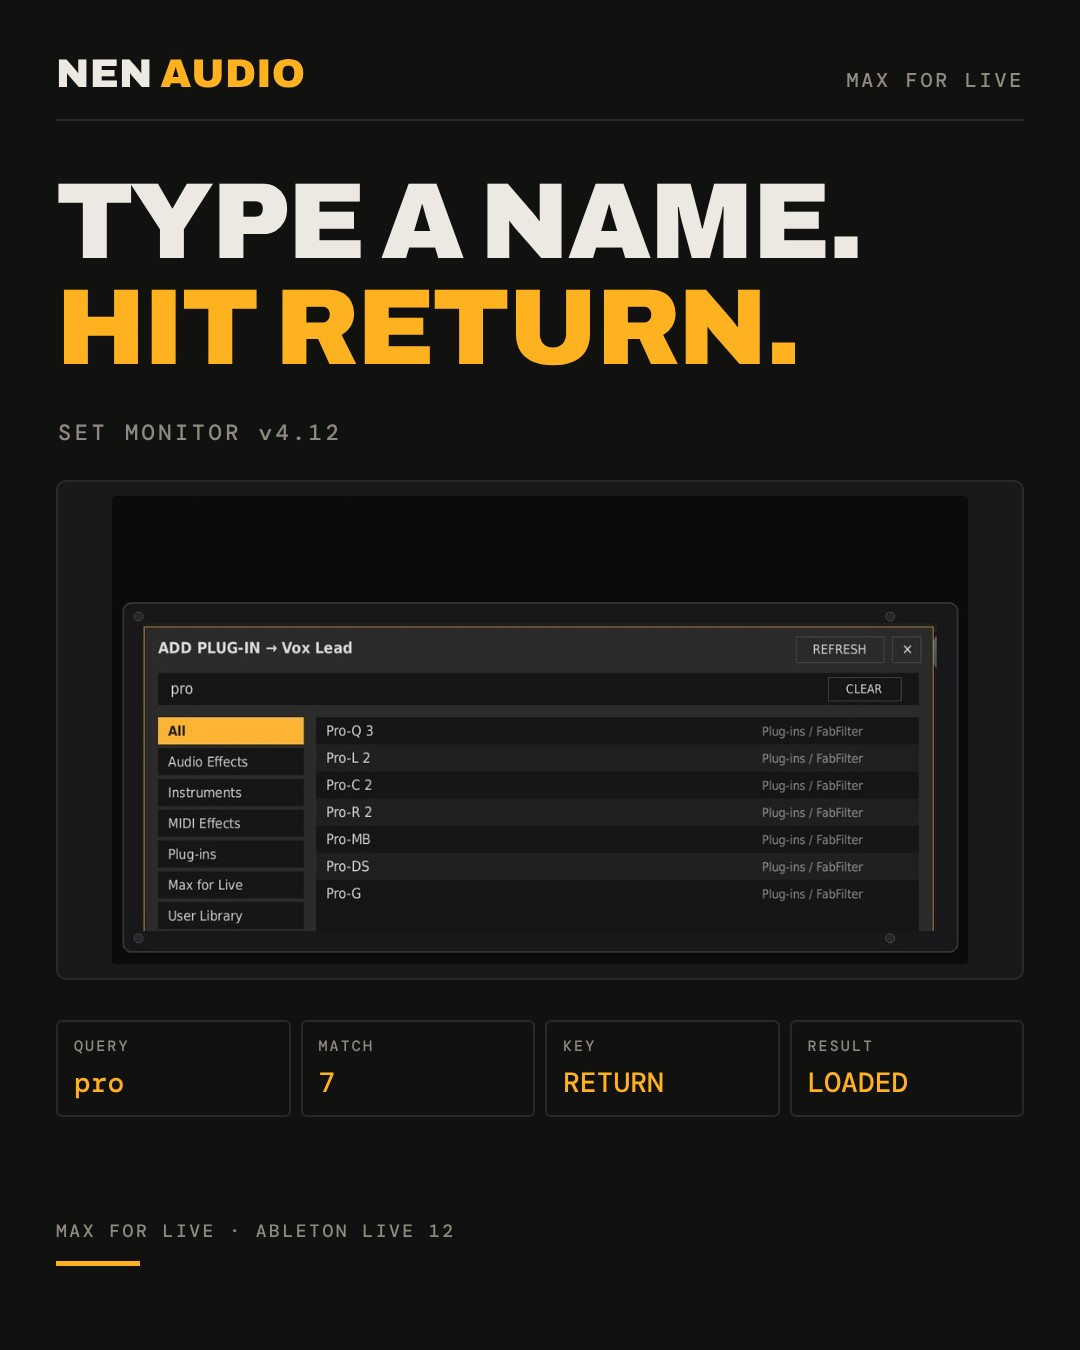 NEN AUDIO
MAX FOR LIVE
TYPE A NAME.
HIT RETURN.
SET MONITOR v4.12
ADD PLUG-IN → Vox Lead
REFRESH
×
pro
CLEAR
All
Audio Effects
Instruments
MIDI Effects
Plug-ins
Max for Live
User Library
Pro-Q 3 Plug-ins / FabFilter
Pro-L 2 Plug-ins / FabFilter
Pro-C 2 Plug-ins / FabFilter
Pro-R 2 Plug-ins / FabFilter
Pro-MB Plug-ins / FabFilter
Pro-DS Plug-ins / FabFilter
Pro-G Plug-ins / FabFilter
QUERY
pro
MATCH
7
KEY
RETURN
RESULT
LOADED
MAX FOR LIVE · ABLETON LIVE 12